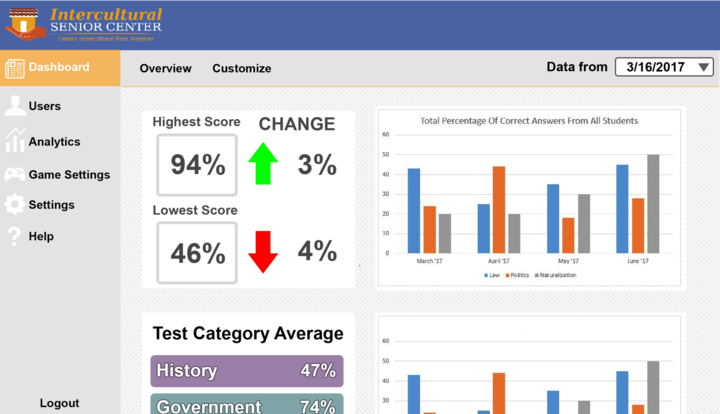 Intercultural
SENIOR CENTER
Centro Intercultural Para Mayores
Dashboard
Overview
Customize
Data from
3/16/2017
Users
Analytics
Game Settings
Settings
Help
Logout
Highest Score
CHANGE
94%
3%
Lowest Score
46%
4%
Total Percentage Of Correct Answers From All Students
60
50
40
30
20
10
0
March '17
April '17
May '17
June '17
Law
Politics
Naturalization
Test Category Average
History
47%
Government
74%
60
50
40
30